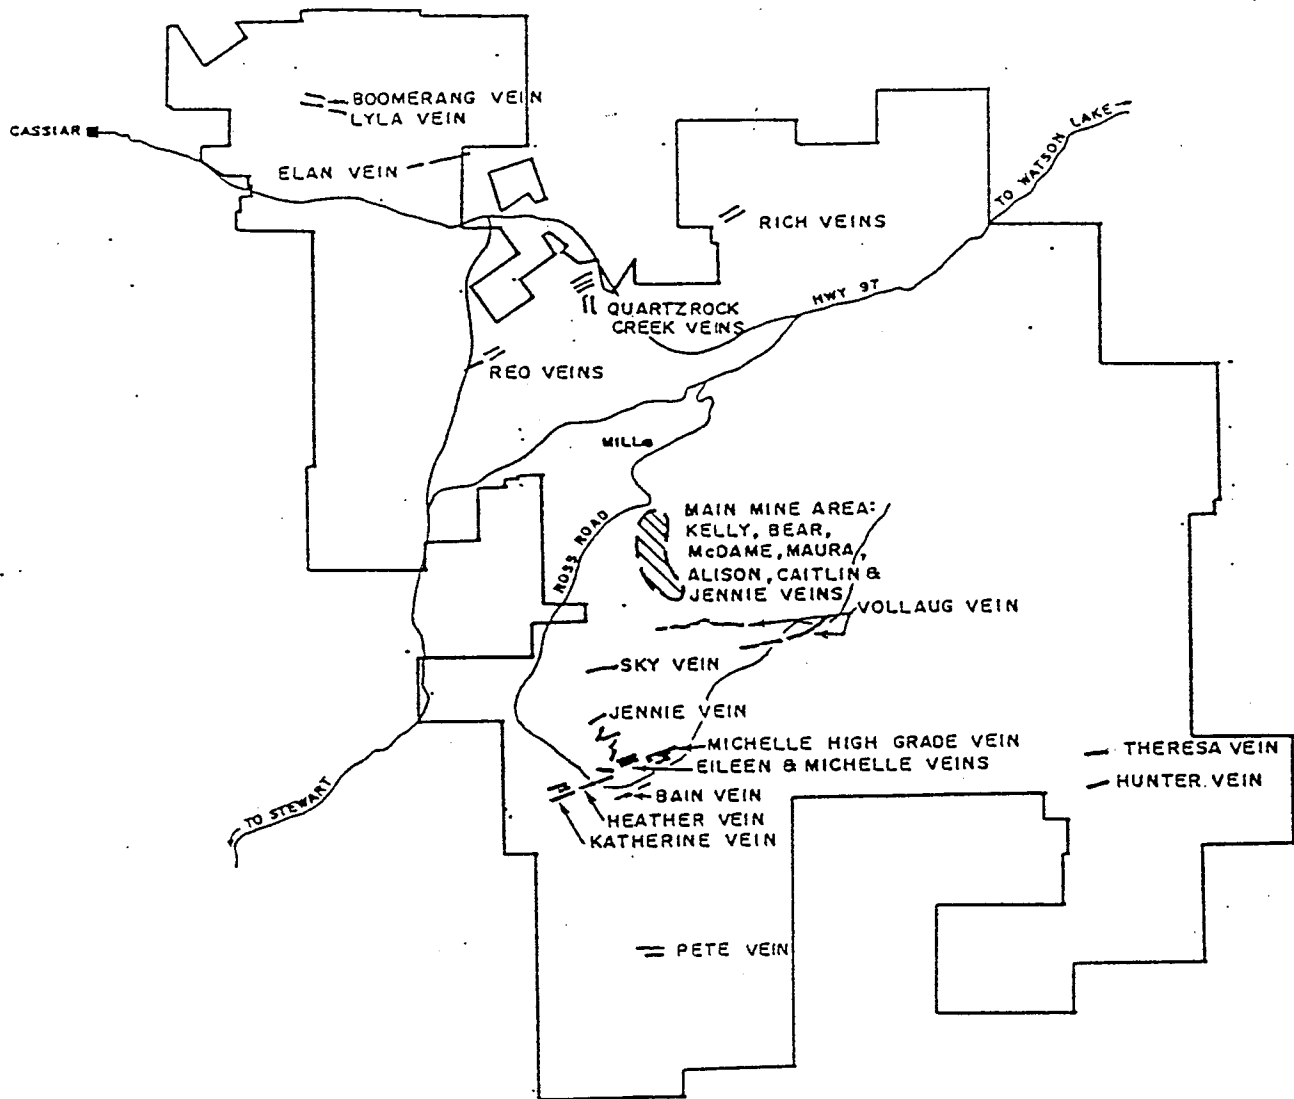 BOOMERANG VEIN
LYLA VEIN
CASSIAR
ELAN VEIN
TO WATSON LAKE
RICH VEINS
HWY 97
QUARTZROCK
CREEK VEINS
REO VEINS
MILL
ROSS ROAD
MAIN MINE AREA:
KELLY, BEAR,
McDAME, MAURA,
ALISON, CAITLIN &
JENNIE VEINS
VOLLAUG VEIN
SKY VEIN
JENNIE VEIN
MICHELLE HIGH GRADE VEIN
EILEEN & MICHELLE VEINS
THERESA VEIN
HUNTER. VEIN
BAIN VEIN
HEATHER VEIN
KATHERINE VEIN
TO STEWART
PETE VEIN